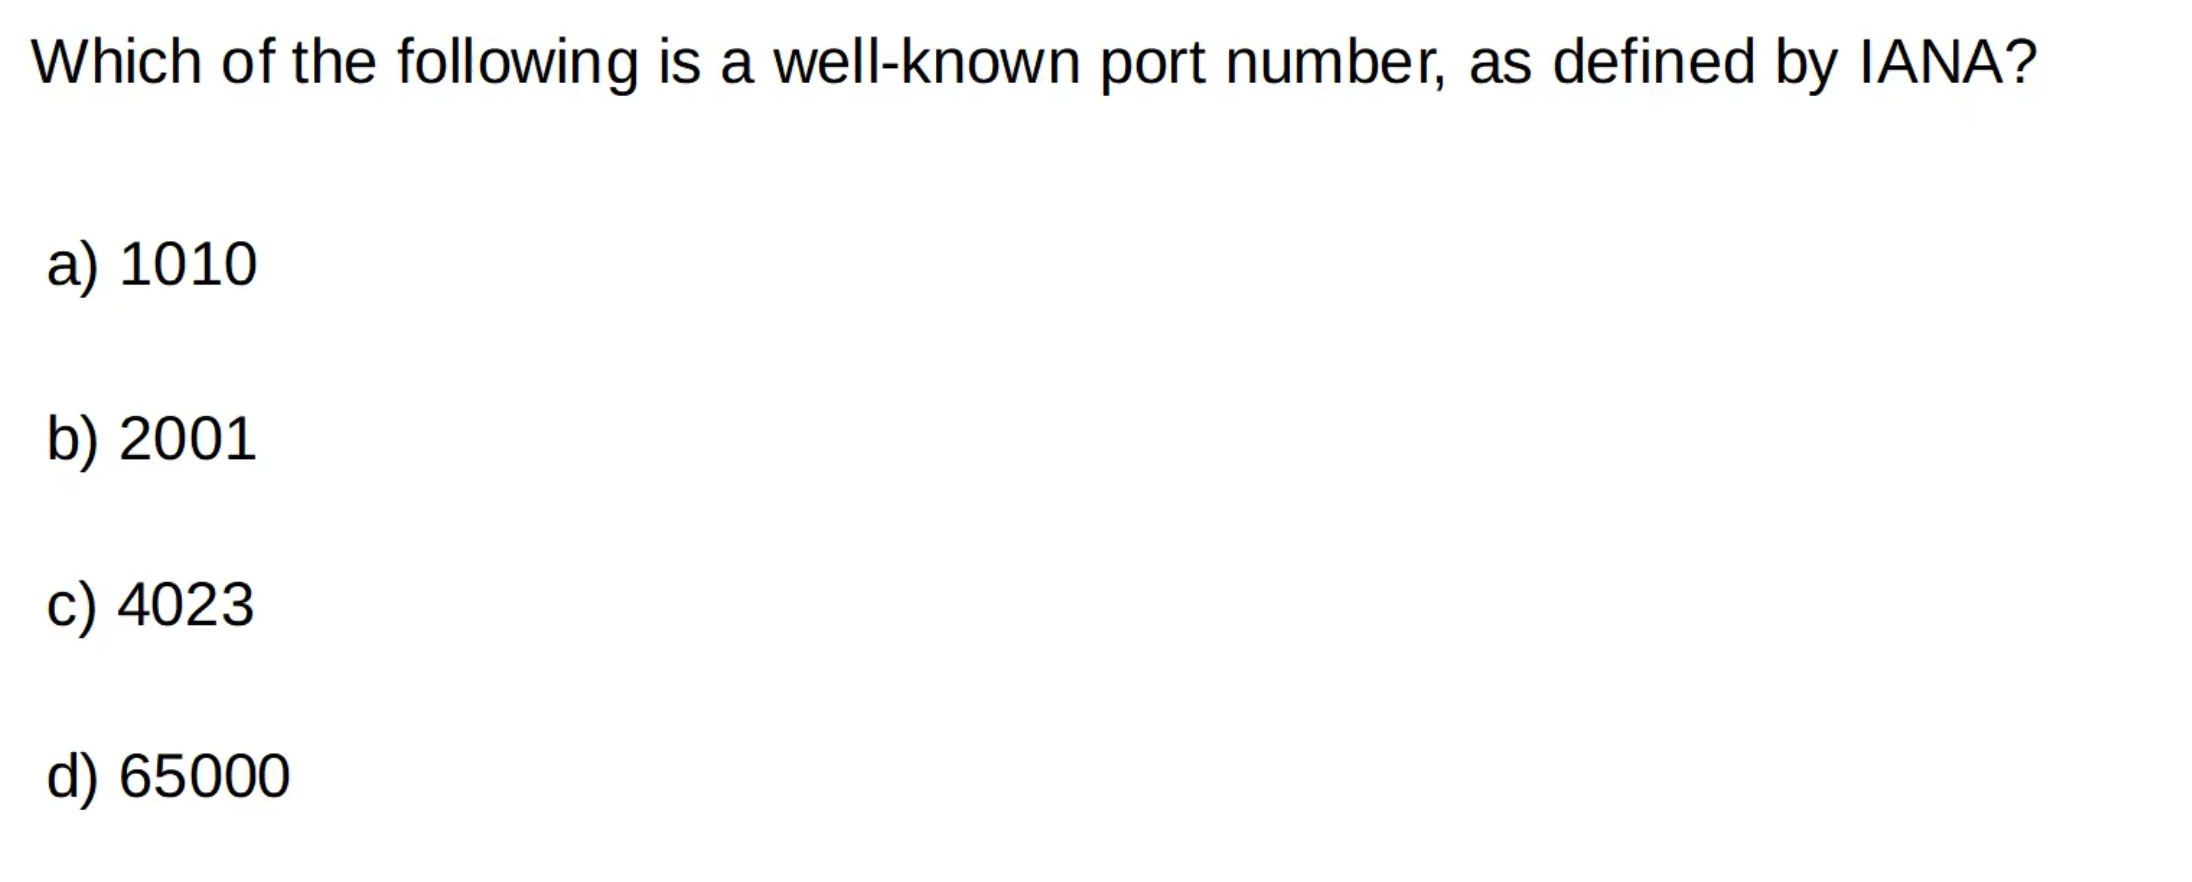 Which of the following is a well-known port number, as defined by IANA?
a) 1010
b) 2001
c) 4023
d) 65000